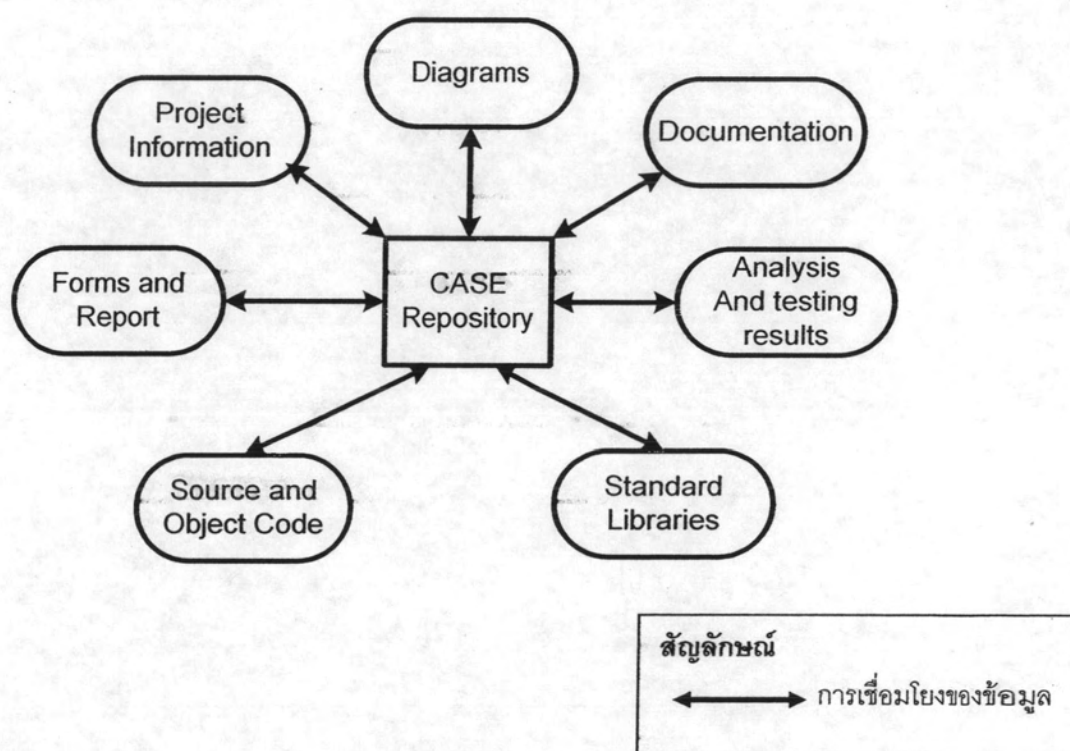 Diagrams
Project
Information
Documentation
Forms and
Report
CASE
Repository
Analysis
And testing
results
Source and
Object Code
Standard
Libraries
สัญลักษณ์
การเชื่อมโยงของข้อมูล